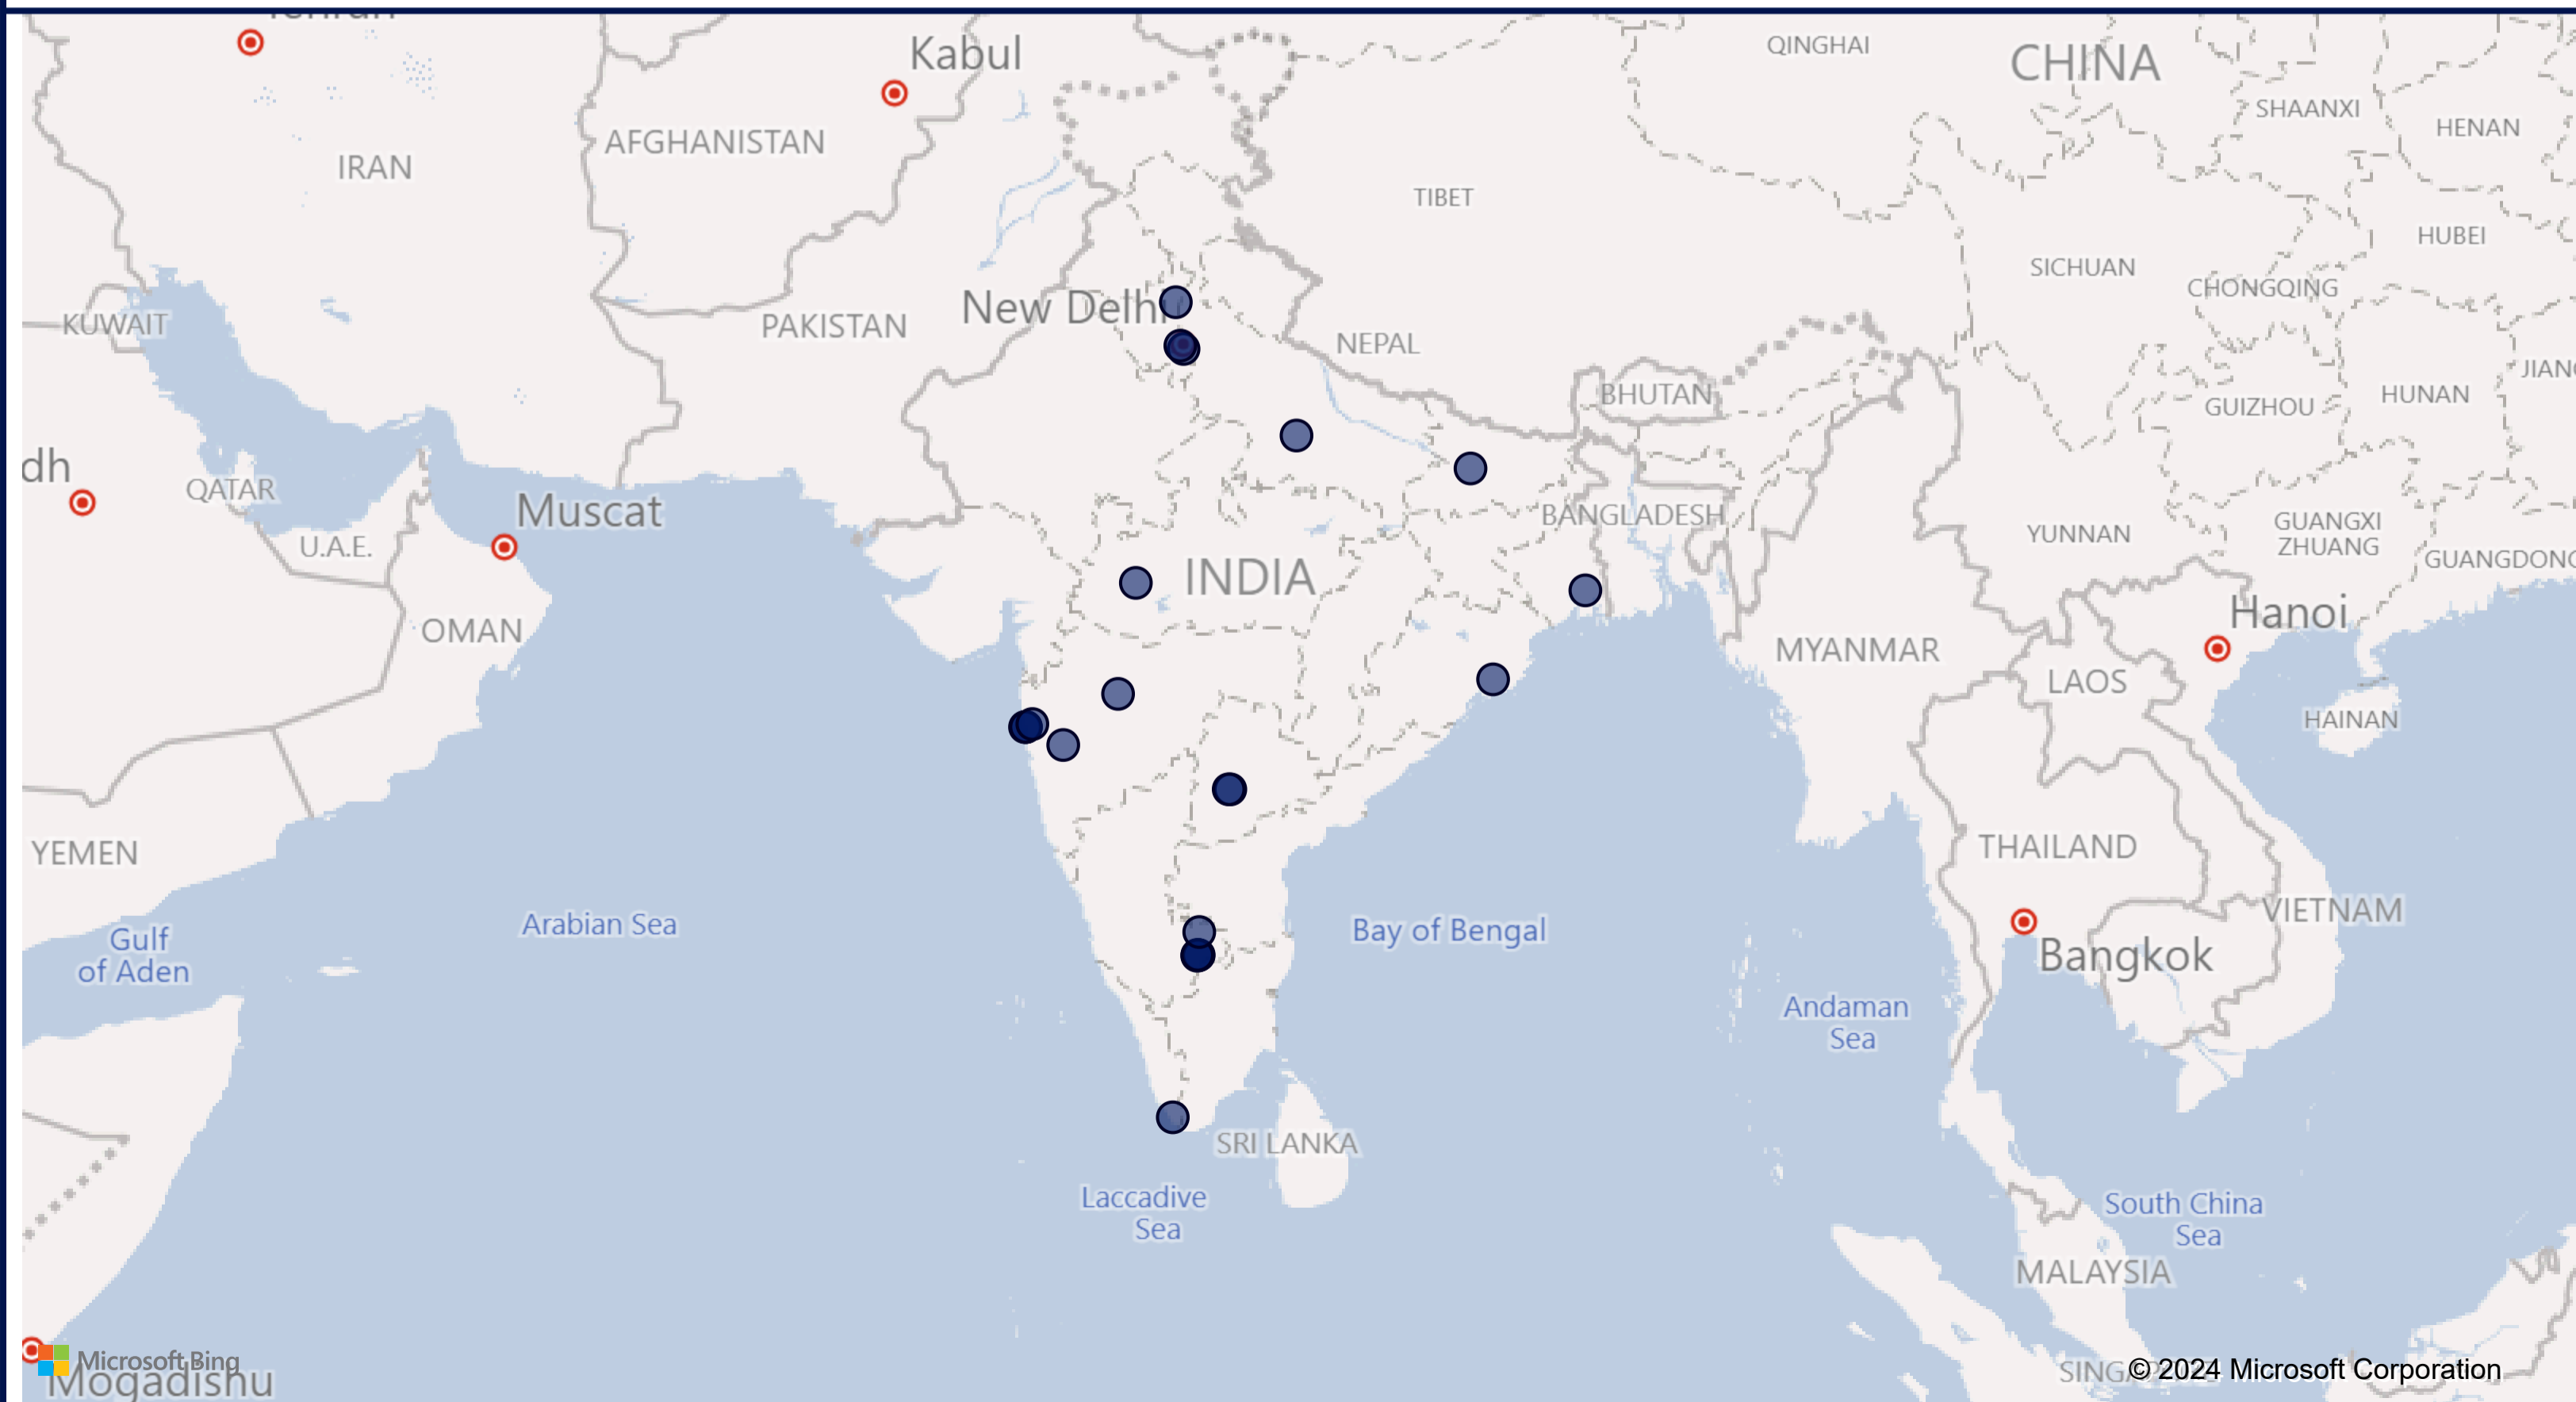 Kabul
QINGHAI
CHINA
SHAANXI
HENAN
AFGHANISTAN
IRAN
TIBET
HUBEI
SICHUAN
CHONGQING
New Delhi
KUWAIT
PAKISTAN
NEPAL
BHUTAN
GUIZHOU
HUNAN
JIANG
dh
QATAR
Muscat
BANGLADESH
YUNNAN
GUANGXI
ZHUANG
GUANGDONG
U.A.E.
INDIA
OMAN
Hanoi
MYANMAR
LAOS
HAINAN
YEMEN
THAILAND
VIETNAM
Arabian Sea
Bay of Bengal
Gulf
of Aden
Bangkok
Andaman
Sea
SRI LANKA
Laccadive
Sea
South China
Sea
MALAYSIA
Microsoft Bing
Mogadishu
© 2024 Microsoft Corporation